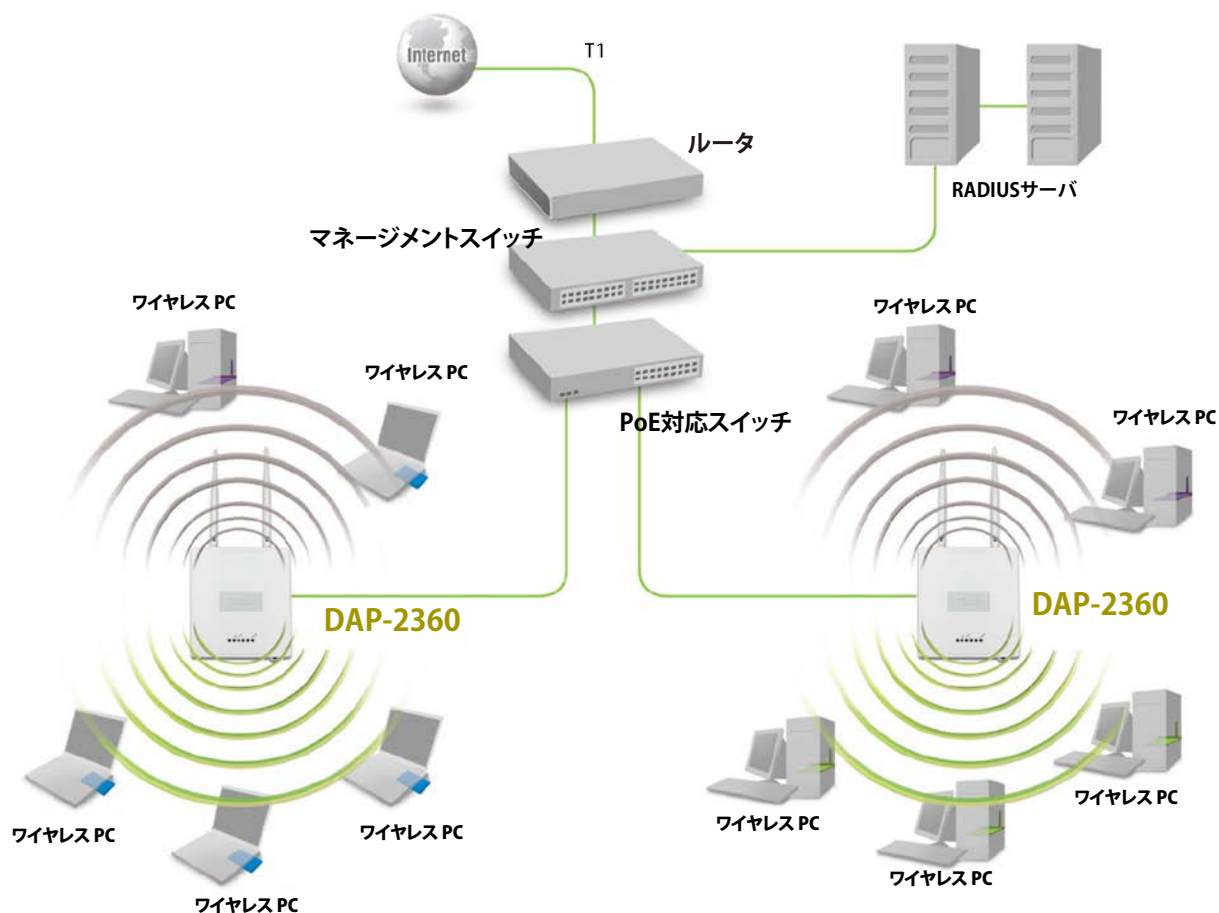 Internet
T1
ルータ
RADIUSサーバ
マネージメントスイッチ
ワイヤレス PC
ワイヤレス PC
ワイヤレス PC
ワイヤレス PC
PoE対応スイッチ
DAP-2360
DAP-2360
ワイヤレス PC
ワイヤレス PC
ワイヤレス PC
ワイヤレス PC
ワイヤレス PC
ワイヤレス PC